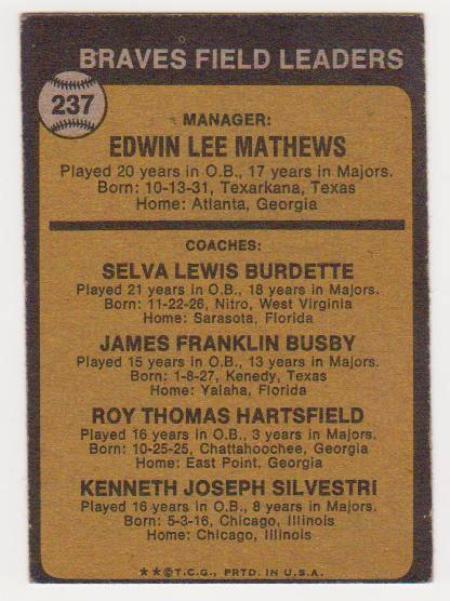 BRAVES FIELD LEADERS
237
MANAGER:
EDWIN LEE MATHEWS
Played 20 years in O.B., 17 years in Majors.
Born: 10-13-31, Texarkana, Texas
Home: Atlanta, Georgia
COACHES:
SELVA LEWIS BURDETTE
Played 21 years in O.B., 18 years in Majors.
Born: 11-22-26, Nitro, West Virginia
Home: Sarasota, Florida
JAMES FRANKLIN BUSBY
Played 15 years in O.B., 13 years in Majors.
Born: 1-8-27, Kenedy, Texas
Home: Yalaha, Florida
ROY THOMAS HARTSFIELD
Played 16 years in O.B., 3 years in Majors.
Born: 10-25-25, Chattahoochee, Georgia
Home: East Point, Georgia
KENNETH JOSEPH SILVESTRI
Played 16 years in O.B., 8 years in Majors.
Born: 5-3-16, Chicago, Illinois
Home: Chicago, Illinois
★★©T.C.G., PRTD. IN U.S.A.